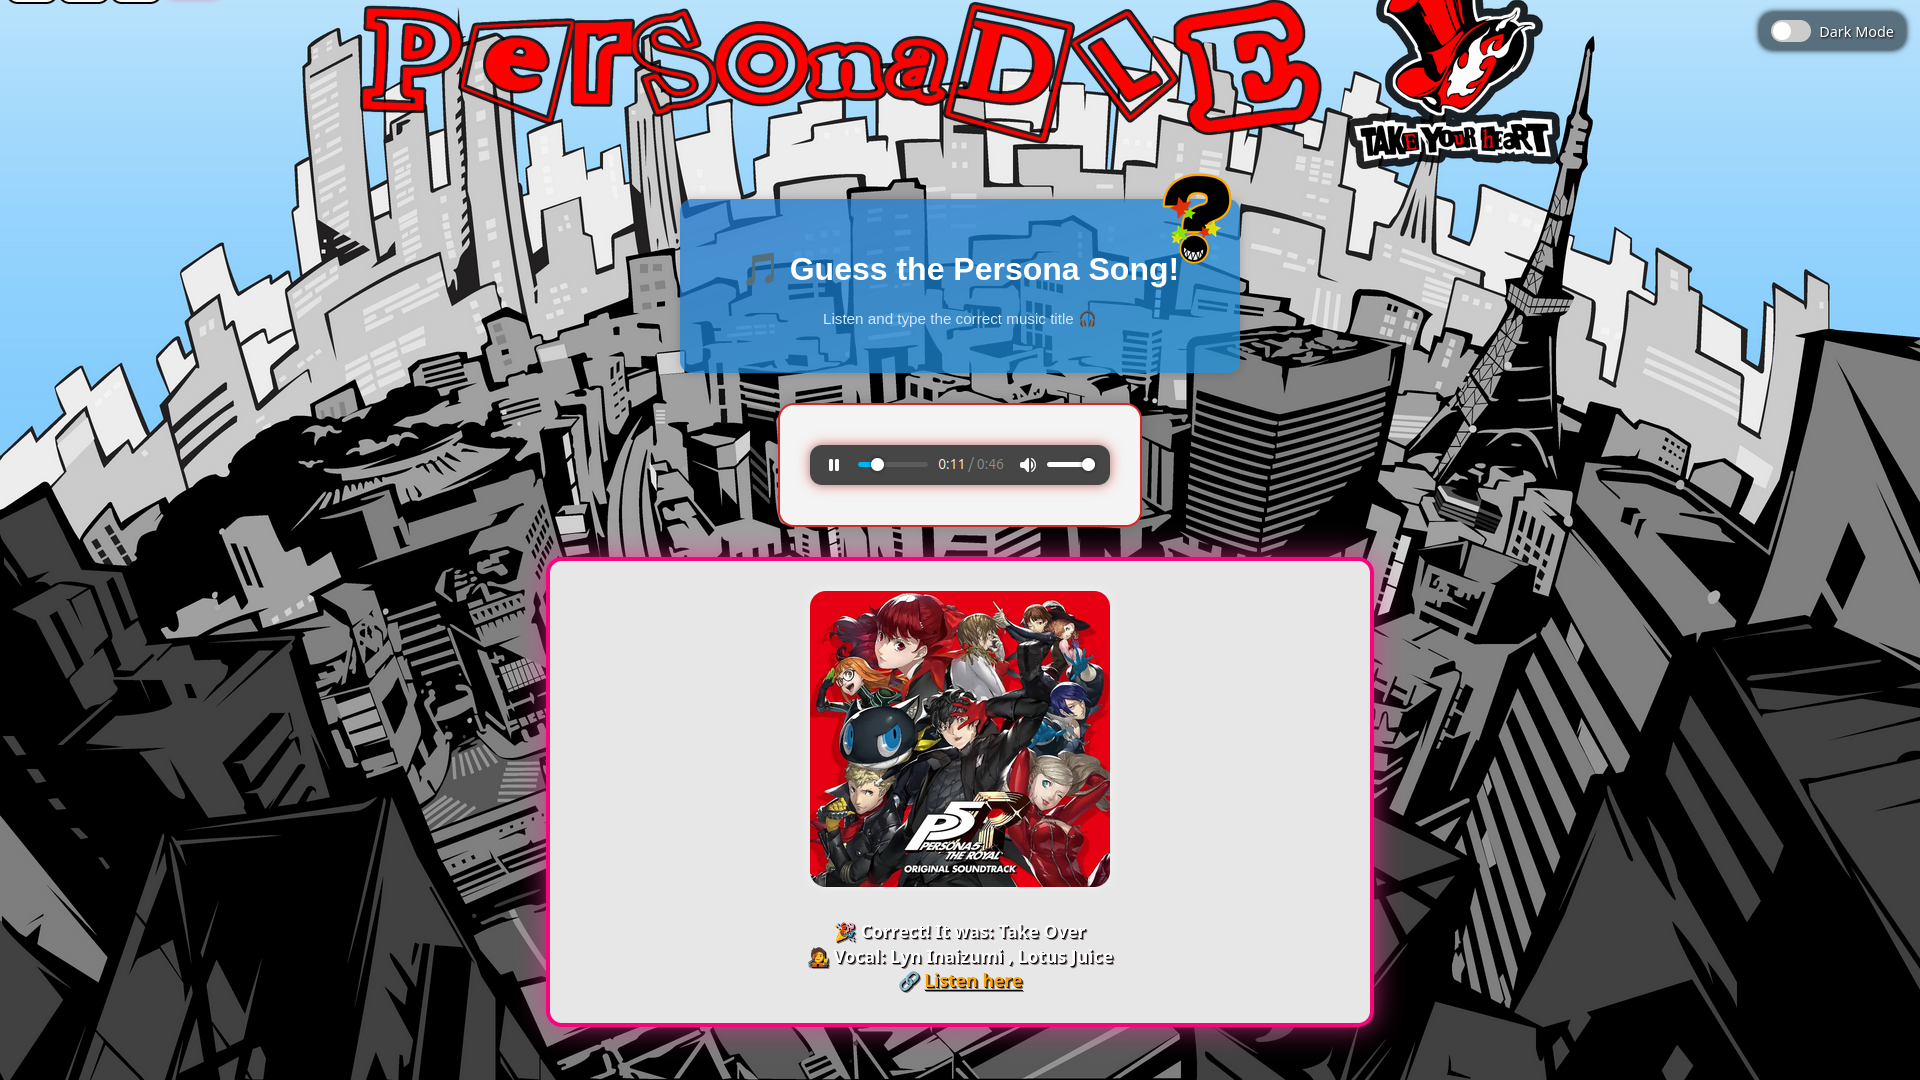 PersonaDLE
TAKE YOUR HEART
Dark Mode
🎵 Guess the Persona Song!
Listen and type the correct music title 🎧
0:11 / 0:46
P5R
PERSONA5
THE ROYAL
ORIGINAL SOUNDTRACK
🎉 Correct! It was: Take Over
🧑‍🎤 Vocal: Lyn Inaizumi , Lotus Juice
🔗 Listen here